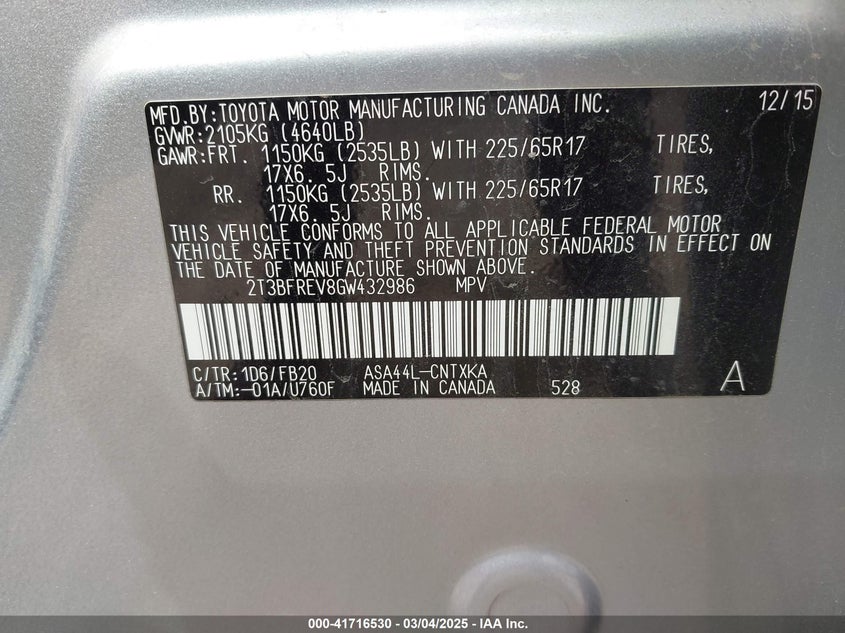 MFD.BY:TOYOTA MOTOR MANUFACTURING CANADA INC. 12/15
GVWR:2105KG (4640LB)
GAWR:FRT. 1150KG (2535LB) WITH 225/65R17 TIRES,
17X6. 5J RIMS.
RR. 1150KG (2535LB) WITH 225/65R17 TIRES,
17X6. 5J RIMS.
THIS VEHICLE CONFORMS TO ALL APPLICABLE FEDERAL MOTOR
VEHICLE SAFETY AND THEFT PREVENTION STANDARDS IN EFFECT ON
THE DATE OF MANUFACTURE SHOWN ABOVE.
2T3BFREV8GW432986 MPV
C/TR:1D6/FB20 ASA44L-CNTXKA
A/TM:-01A/U760F MADE IN CANADA 528 A
000-41716530 - 03/04/2025 - IAA Inc.